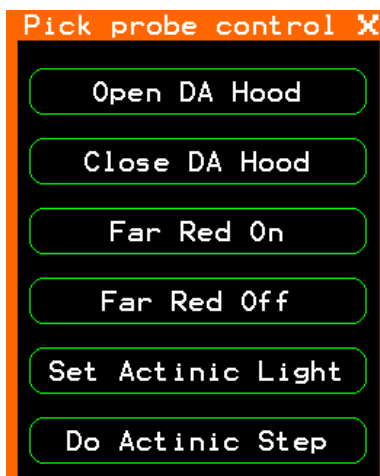 Pick probe control X
Open DA Hood
Close DA Hood
Far Red On
Far Red Off
Set Actinic Light
Do Actinic Step